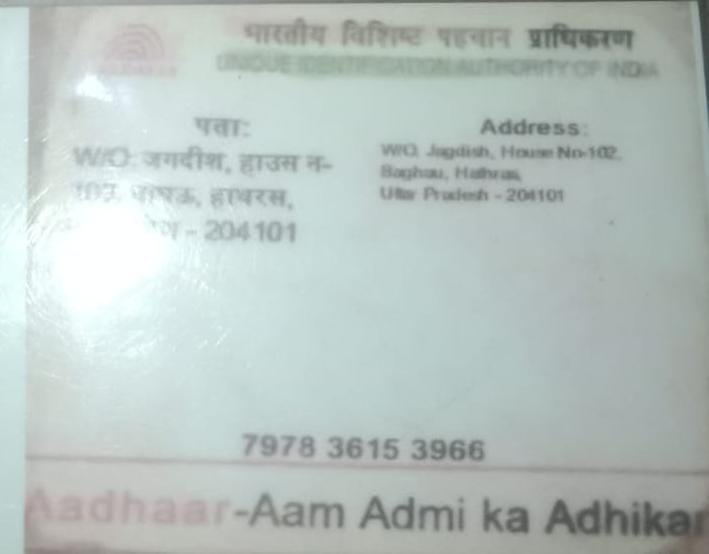 भारतीय विशिष्ट पहचान प्राधिकरण
UNIQUE IDENTIFICATION AUTHORITY OF INDIA
पता:
W/O: जगदीश, हाउस न-
102, हाथरस,
- 204101
Address:
W/O. Jagdish, House No-102,
Baghau, Hathras,
Uttar Pradesh - 204101
7978 3615 3966
Aadhaar-Aam Admi ka Adhikar